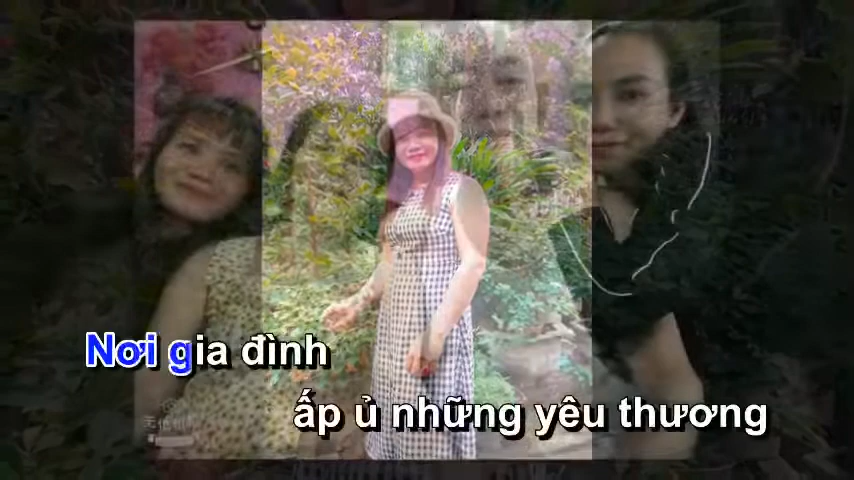 Nơi gia đình
ấp ủ những yêu thương